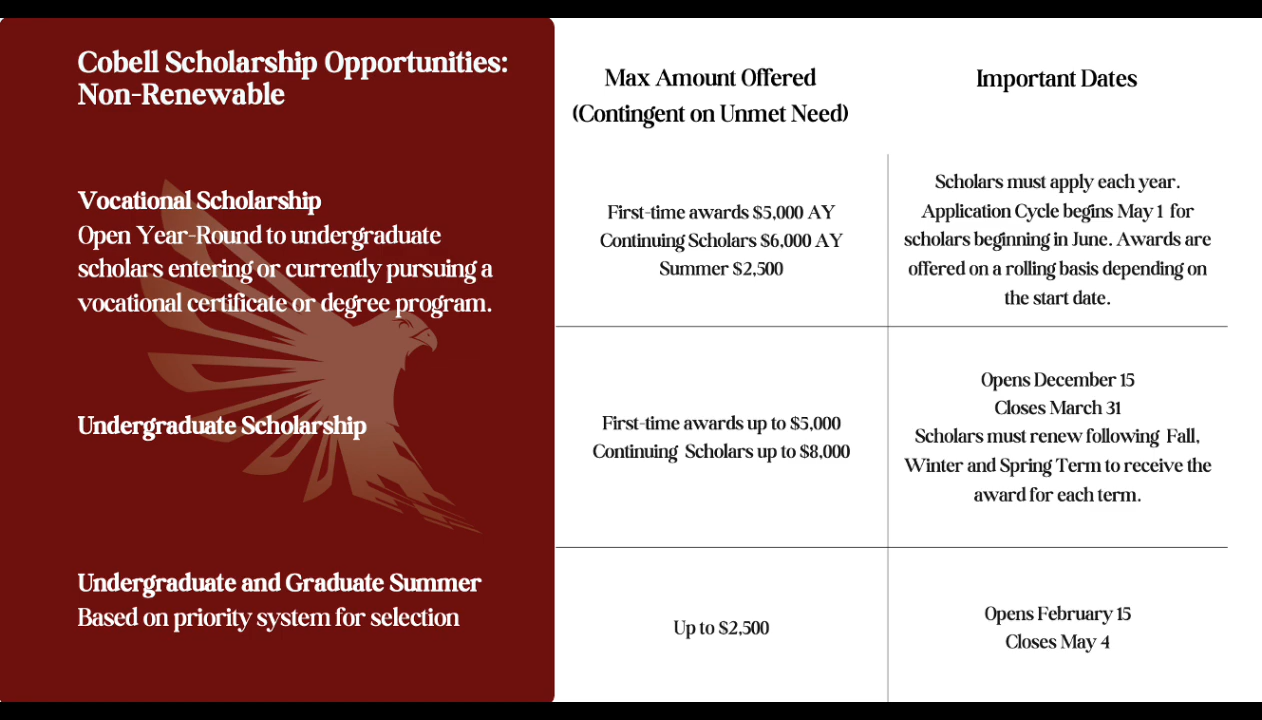 Cobell Scholarship Opportunities:
Non-Renewable
Max Amount Offered
(Contingent on Unmet Need)
Important Dates
Vocational Scholarship
Open Year-Round to undergraduate
scholars entering or currently pursuing a
vocational certificate or degree program.
First-time awards $5,000 AY
Continuing Scholars $6,000 AY
Summer $2,500
Scholars must apply each year.
Application Cycle begins May 1 for
scholars beginning in June. Awards are
offered on a rolling basis depending on
the start date.
Undergraduate Scholarship
First-time awards up to $5,000
Continuing Scholars up to $8,000
Opens December 15
Closes March 31
Scholars must renew following Fall,
Winter and Spring Term to receive the
award for each term.
Undergraduate and Graduate Summer
Based on priority system for selection
Up to $2,500
Opens February 15
Closes May 4